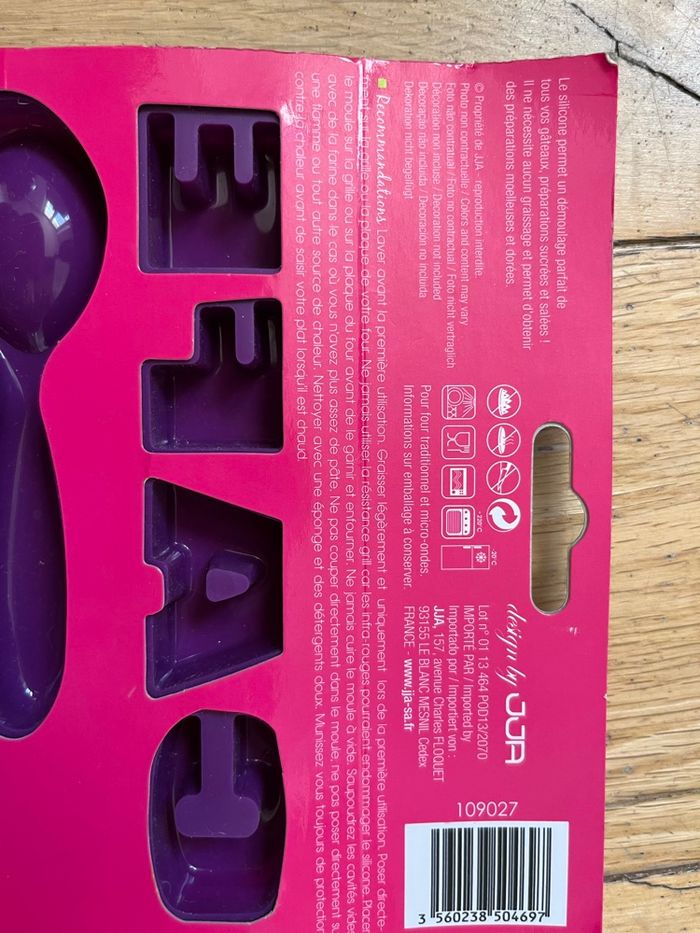 Le silicone permet un démoulage parfait de
tous vos gâteaux, préparations sucrées et salées !
Il ne nécessite aucun graissage et permet d'obtenir
des préparations moelleuses et dorées.
© Propriété de JJA - reproduction interdite
Photo non contractuelle / Colors and content may vary
Foto não contratual / Foto no contractual / Foto nicht vertraglich
Décoration non incluse / Decoration not included
Decoração não incluída / Decoración no incluida
Dekoration nicht beigefügt
Recommandations Laver avant la première utilisation. Graisser légèrement et uniquement lors de la première utilisation. Poser directe-
ment sur la grille ou la plaque de votre four. Ne jamais utiliser la résistance grill car les infra-rouges pourraient endommager le silicone. Placer
le moule sur la grille ou sur la plaque du four avant de le garnir et enfourner. Ne jamais cuire le moule à vide. Saupoudrez les cavités vides
avec de la farine dans le cas où vous n'avez plus assez de pâte. Ne pas couper directement dans le moule, ne pas poser directement su
une flamme ou tout autre source de chaleur. Nettoyer avec une éponge et des détergents doux. Munissez vous toujours de protection
contre la chaleur avant de saisir votre plat lorsqu'il est chaud.
+220°C
-20°C
Pour four traditionnel et micro-ondes.
Informations sur emballage à conserver.
design by JJA
Lot n° 01 13 464 POD13/2070
IMPORTÉ PAR / Imported by
Importado por / Importiert von :
JJA, 157, avenue Charles FLOQUET
93155 LE BLANC MESNIL Cedex
FRANCE - www.jja-sa.fr
109027
3 560238 504697